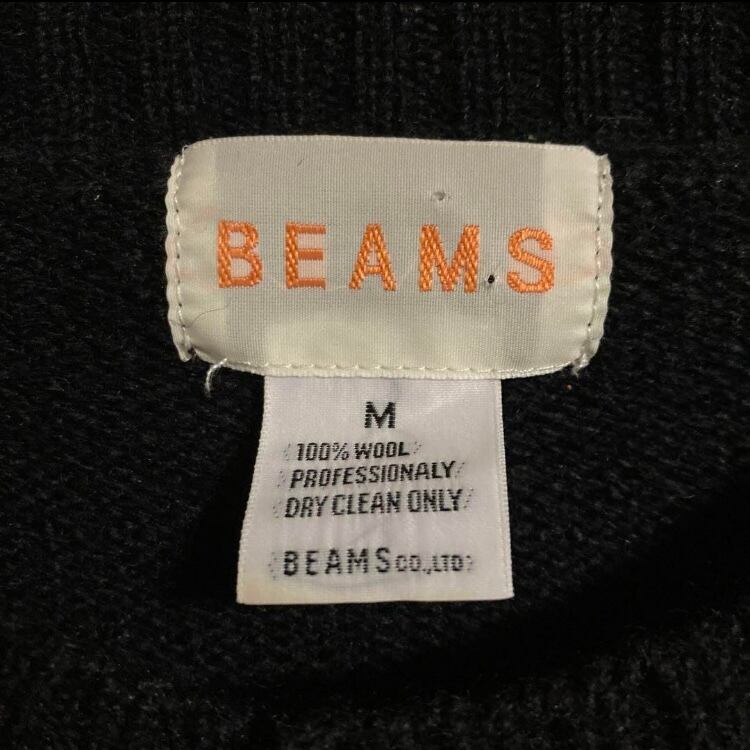 BEAMS
M
100% WOOL
PROFESSIONALY
DRY CLEAN ONLY
BEAMS CO.,LTD